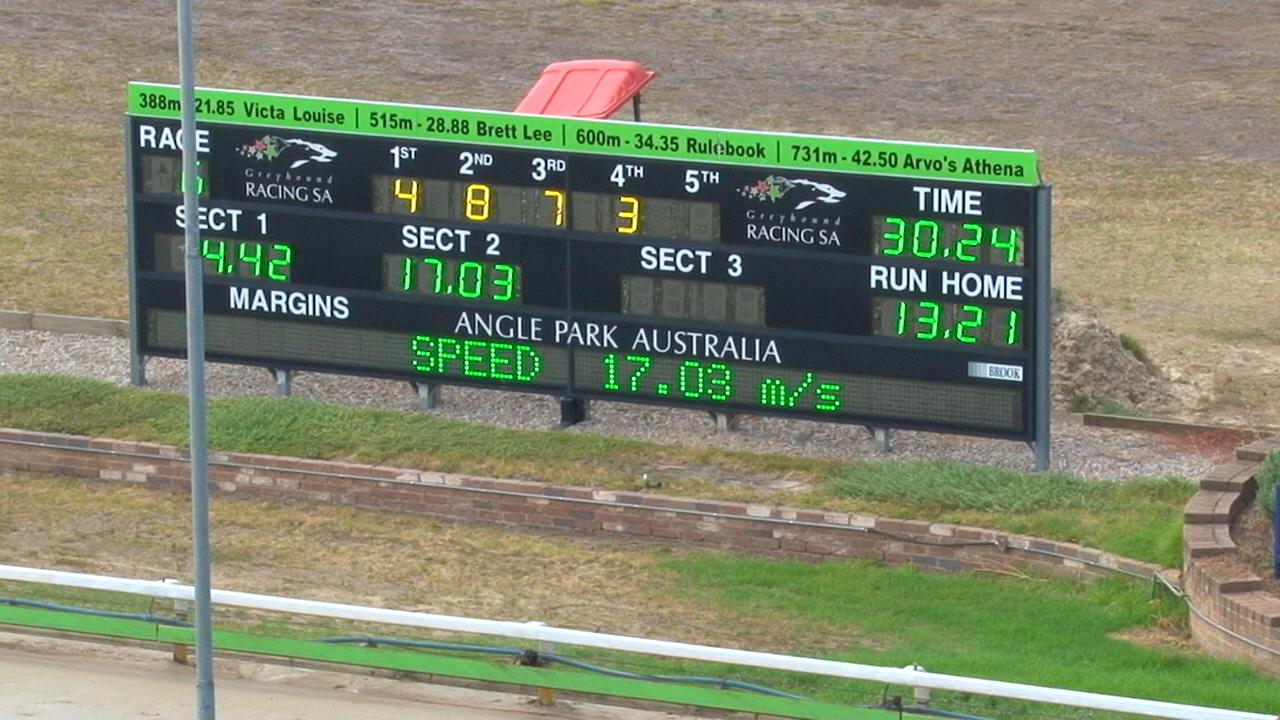 388m 21.85 Victa Louise | 515m - 28.88 Brett Lee | 600m - 34.35 Rulebook | 731m - 42.50 Arvo's Athena
RACE 1ST 2ND 3RD 4TH 5TH TIME
Greyhound RACING SA
4 8 7 3
Greyhound RACING SA
30.24
SECT 1 SECT 2 SECT 3 RUN HOME
4.42 17.03 13.21
MARGINS ANGLE PARK AUSTRALIA
SPEED 17.03 m/s
BROOK